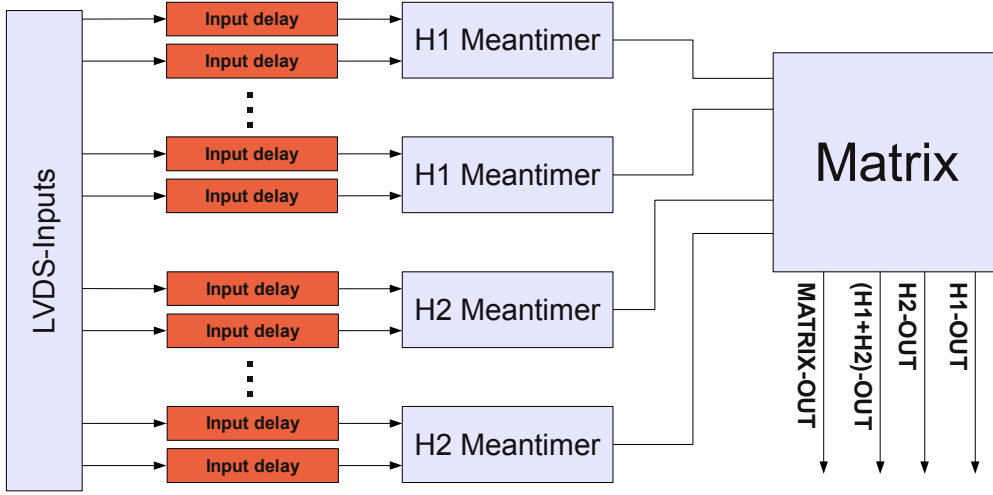 LVDS-Inputs
Input delay
Input delay
H1 Meantimer
Input delay
Input delay
H1 Meantimer
Input delay
Input delay
H2 Meantimer
Input delay
Input delay
H2 Meantimer
Matrix
MATRIX-OUT
(H1+H2)-OUT
H2-OUT
H1-OUT